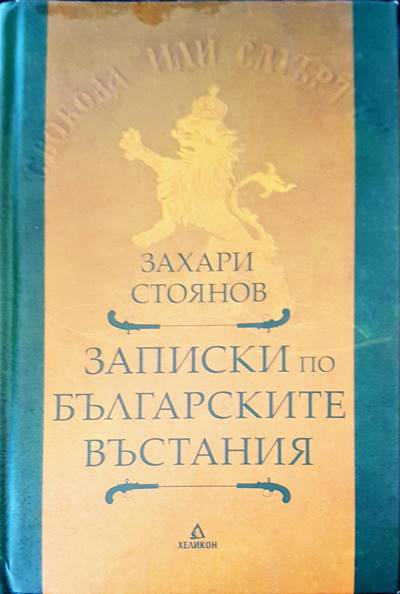 СВОБОДА ИЛИ СМЪРТ
ЗАХАРИ
СТОЯНОВ
ЗАПИСКИ ПО
БЪЛГАРСКИТЕ
ВЪСТАНИЯ
ХЕЛИКОН